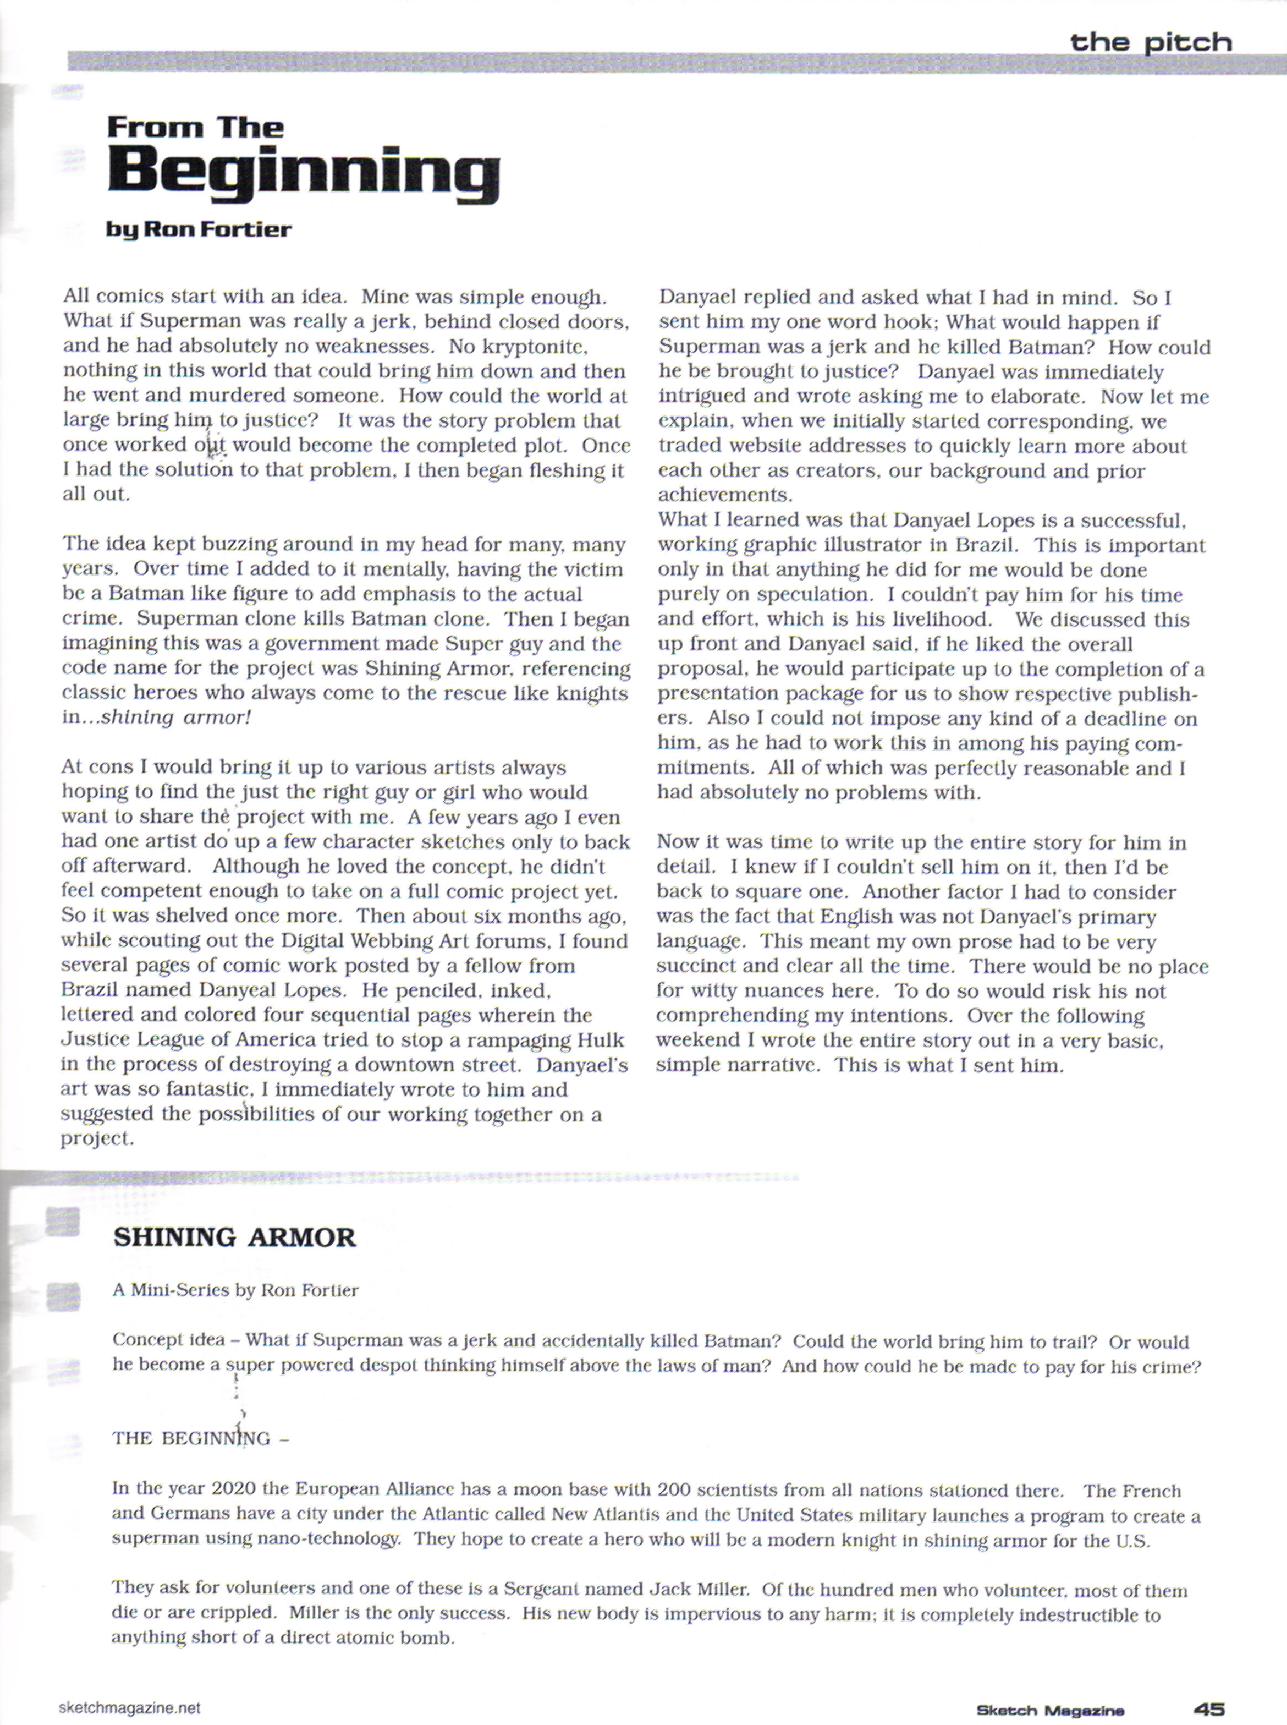 the pitch
From The
Beginning
by Ron Fortier
All comics start with an idea.  Mine was simple enough.
What if Superman was really a jerk, behind closed doors,
and he had absolutely no weaknesses.  No kryptonite,
nothing in this world that could bring him down and then
he went and murdered someone.  How could the world at
large bring him to justice?  It was the story problem that
once worked out would become the completed plot.  Once
I had the solution to that problem, I then began fleshing it
all out.
The idea kept buzzing around in my head for many, many
years.  Over time I added to it mentally, having the victim
be a Batman like figure to add emphasis to the actual
crime.  Superman clone kills Batman clone.  Then I began
imagining this was a government made Super guy and the
code name for the project was Shining Armor, referencing
classic heroes who always come to the rescue like knights
in...shining armor!
At cons I would bring it up to various artists always
hoping to find the just the right guy or girl who would
want to share the project with me.  A few years ago I even
had one artist do up a few character sketches only to back
off afterward.  Although he loved the concept, he didn't
feel competent enough to take on a full comic project yet.
So it was shelved once more.  Then about six months ago,
while scouting out the Digital Webbing Art forums, I found
several pages of comic work posted by a fellow from
Brazil named Danyeal Lopes.  He penciled, inked,
lettered and colored four sequential pages wherein the
Justice League of America tried to stop a rampaging Hulk
in the process of destroying a downtown street.  Danyael's
art was so fantastic, I immediately wrote to him and
suggested the possibilities of our working together on a
project.
Danyael replied and asked what I had in mind.  So I
sent him my one word hook; What would happen if
Superman was a jerk and he killed Batman?  How could
he be brought to justice?  Danyael was immediately
intrigued and wrote asking me to elaborate.  Now let me
explain, when we initially started corresponding, we
traded website addresses to quickly learn more about
each other as creators, our background and prior
achievements.
What I learned was that Danyael Lopes is a successful,
working graphic illustrator in Brazil.  This is important
only in that anything he did for me would be done
purely on speculation.  I couldn't pay him for his time
and effort, which is his livelihood.  We discussed this
up front and Danyael said, if he liked the overall
proposal, he would participate up to the completion of a
presentation package for us to show respective publish-
ers.  Also I could not impose any kind of a deadline on
him, as he had to work this in among his paying com-
mitments.  All of which was perfectly reasonable and I
had absolutely no problems with.
Now it was time to write up the entire story for him in
detail.  I knew if I couldn't sell him on it, then I'd be
back to square one.  Another factor I had to consider
was the fact that English was not Danyael's primary
language.  This meant my own prose had to be very
succinct and clear all the time.  There would be no place
for witty nuances here.  To do so would risk his not
comprehending my intentions.  Over the following
weekend I wrote the entire story out in a very basic,
simple narrative.  This is what I sent him.
SHINING ARMOR
A Mini-Series by Ron Fortier
Concept idea – What if Superman was a jerk and accidentally killed Batman?  Could the world bring him to trail?  Or would
he become a super powered despot thinking himself above the laws of man?  And how could he be made to pay for his crime?
THE BEGINNING –
In the year 2020 the European Alliance has a moon base with 200 scientists from all nations stationed there.  The French
and Germans have a city under the Atlantic called New Atlantis and the United States military launches a program to create a
superman using nano-technology.  They hope to create a hero who will be a modern knight in shining armor for the U.S.
They ask for volunteers and one of these is a Sergeant named Jack Miller.  Of the hundred men who volunteer, most of them
die or are crippled.  Miller is the only success.  His new body is impervious to any harm; it is completely indestructible to
anything short of a direct atomic bomb.
sketchmagazine.net
Sketch Magazine 45